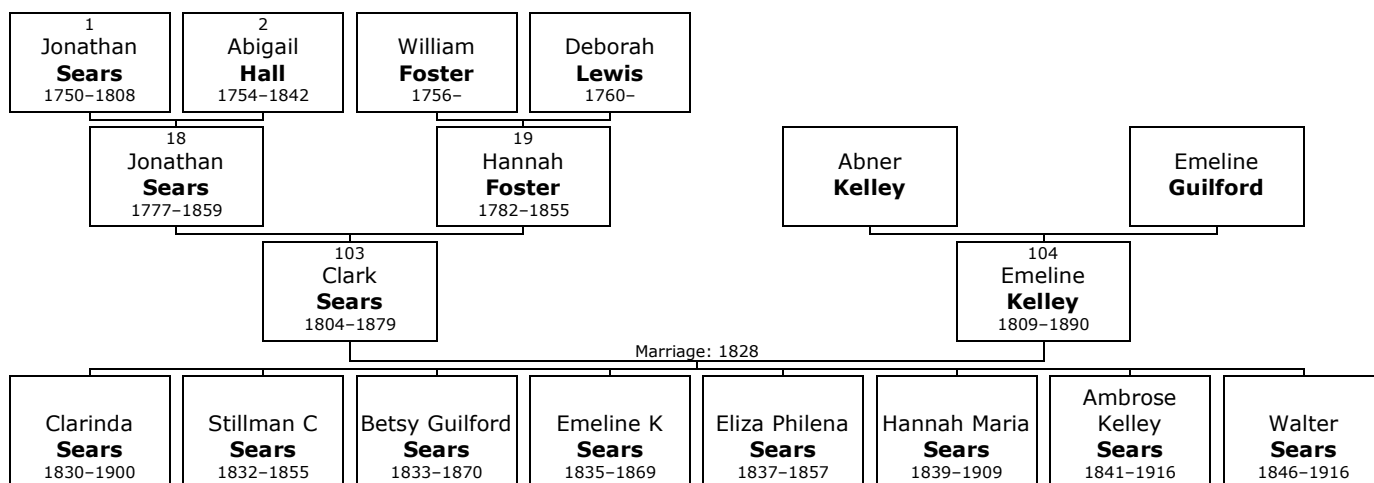 1
Jonathan
Sears
1750–1808
2
Abigail
Hall
1754–1842
William
Foster
1756–
Deborah
Lewis
1760–
18
Jonathan
Sears
1777–1859
19
Hannah
Foster
1782–1855
Abner
Kelley
Emeline
Guilford
103
Clark
Sears
1804–1879
104
Emeline
Kelley
1809–1890
Marriage: 1828
Clarinda
Sears
1830–1900
Stillman C
Sears
1832–1855
Betsy Guilford
Sears
1833–1870
Emeline K
Sears
1835–1869
Eliza Philena
Sears
1837–1857
Hannah Maria
Sears
1839–1909
Ambrose
Kelley
Sears
1841–1916
Walter
Sears
1846–1916